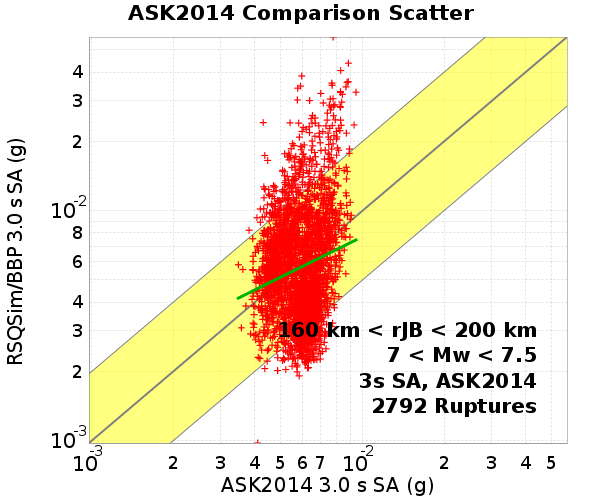 ASK2014 Comparison Scatter
RSQSim/BBP 3.0 s SA (g)
4
3
2
10-2
8
6
4
3
2
10-3
160 km < rJB < 200 km
7 < Mw < 7.5
3s SA, ASK2014
2792 Ruptures
10-3 2 3 4 5 6 7 10-2 2 3 4 5
ASK2014 3.0 s SA (g)